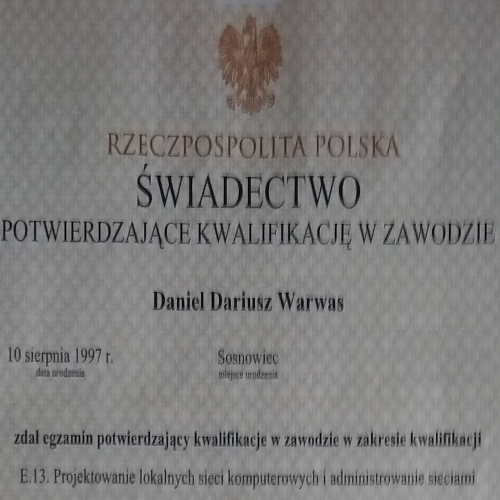 RZECZPOSPOLITA POLSKA
ŚWIADECTWO
POTWIERDZAJĄCE KWALIFIKACJĘ W ZAWODZIE
Daniel Dariusz Warwas
10 sierpnia 1997 r. Sosnowiec
data urodzenia miejsce urodzenia
zdał egzamin potwierdzający kwalifikacje w zawodzie w zakresie kwalifikacji
E.13. Projektowanie lokalnych sieci komputerowych i administrowanie sieciami